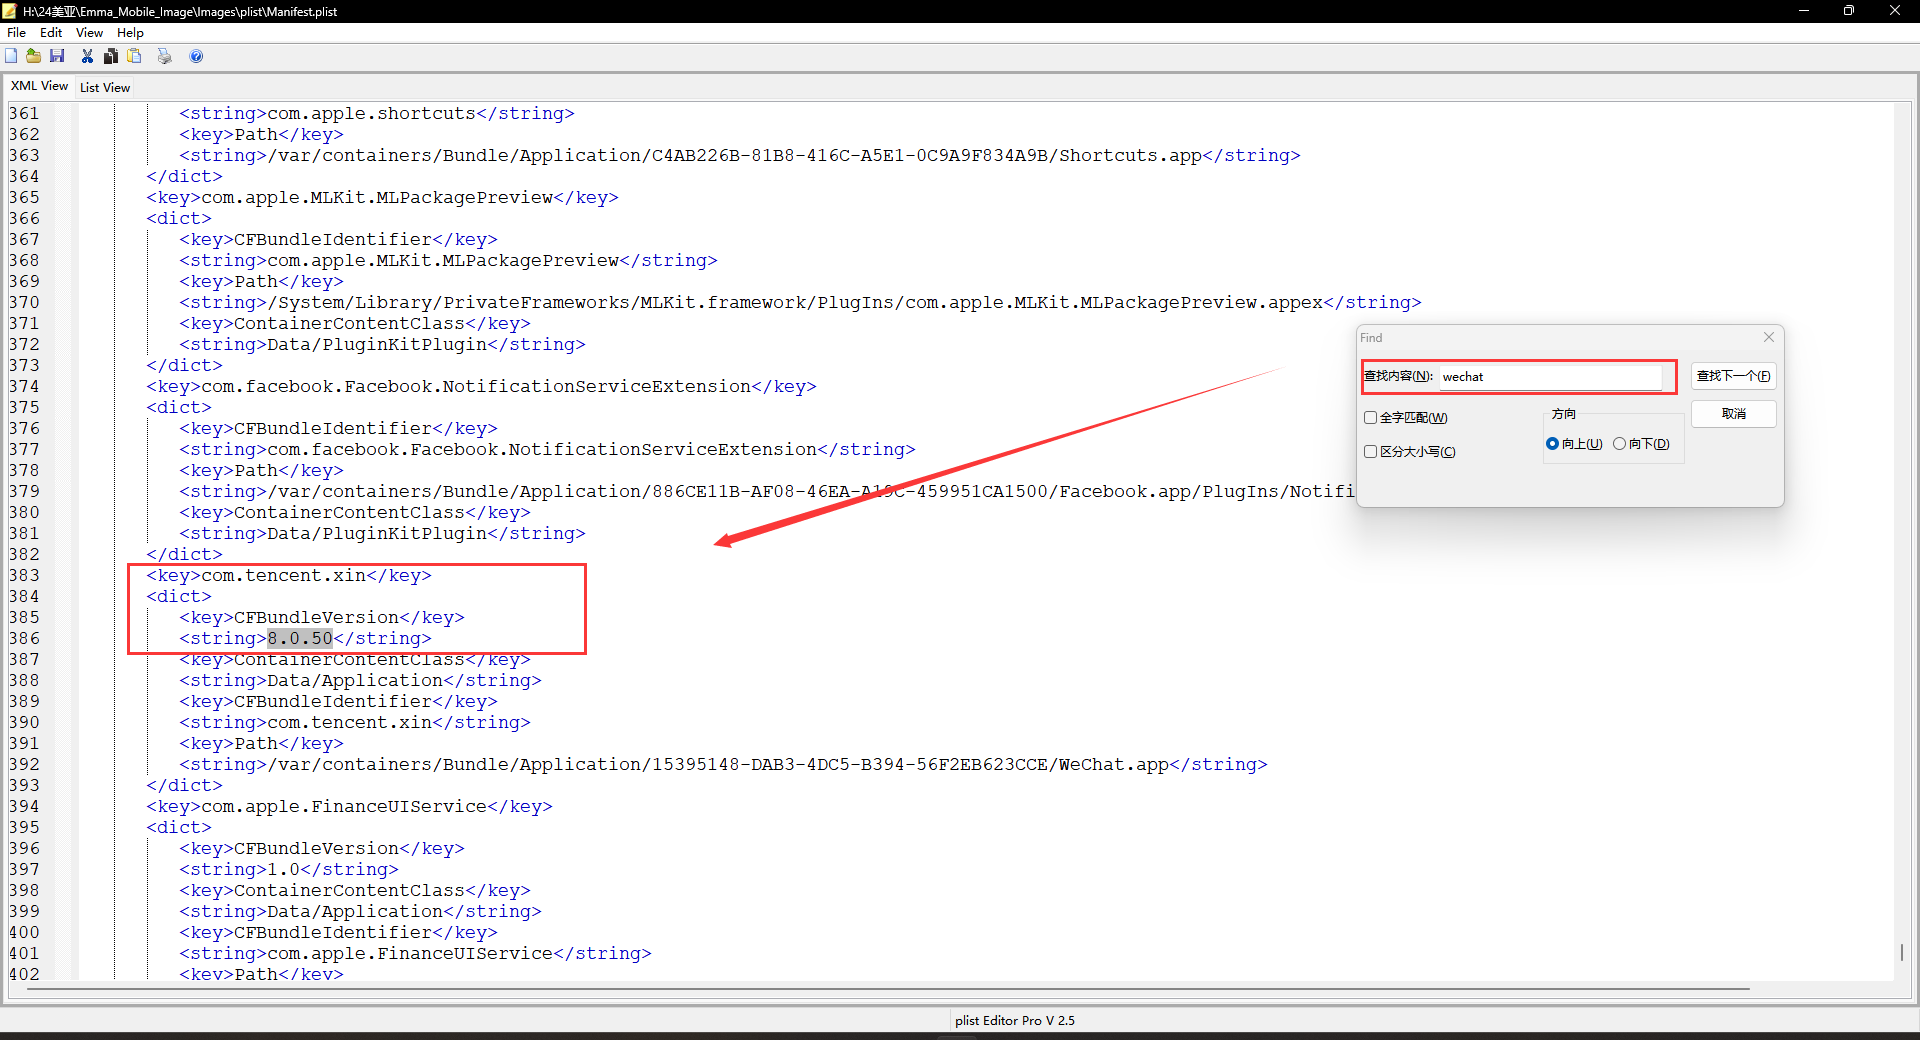 H:\24美亚\Emma_Mobile_Image\Images\plist\Manifest.plist
File Edit View Help
XML View List View
361 <string>com.apple.shortcuts</string>
362 <key>Path</key>
363 <string>/var/containers/Bundle/Application/C4AB226B-81B8-416C-A5E1-0C9A9F834A9B/Shortcuts.app</string>
364 </dict>
365 <key>com.apple.MLKit.MLPackagePreview</key>
366 <dict>
367 <key>CFBundleIdentifier</key>
368 <string>com.apple.MLKit.MLPackagePreview</string>
369 <key>Path</key>
370 <string>/System/Library/PrivateFrameworks/MLKit.framework/PlugIns/com.apple.MLKit.MLPackagePreview.appex</string>
371 <key>ContainerContentClass</key>
372 <string>Data/PluginKitPlugin</string>
373 </dict>
374 <key>com.facebook.Facebook.NotificationServiceExtension</key>
375 <dict>
376 <key>CFBundleIdentifier</key>
377 <string>com.facebook.Facebook.NotificationServiceExtension</string>
378 <key>Path</key>
379 <string>/var/containers/Bundle/Application/886CE11B-AF08-46EA-A19C-459951CA1500/Facebook.app/PlugIns/Notifi
380 <key>ContainerContentClass</key>
381 <string>Data/PluginKitPlugin</string>
382 </dict>
383 <key>com.tencent.xin</key>
384 <dict>
385 <key>CFBundleVersion</key>
386 <string>8.0.50</string>
387 <key>ContainerContentClass</key>
388 <string>Data/Application</string>
389 <key>CFBundleIdentifier</key>
390 <string>com.tencent.xin</string>
391 <key>Path</key>
392 <string>/var/containers/Bundle/Application/15395148-DAB3-4DC5-B394-56F2EB623CCE/WeChat.app</string>
393 </dict>
394 <key>com.apple.FinanceUIService</key>
395 <dict>
396 <key>CFBundleVersion</key>
397 <string>1.0</string>
398 <key>ContainerContentClass</key>
399 <string>Data/Application</string>
400 <key>CFBundleIdentifier</key>
401 <string>com.apple.FinanceUIService</string>
402 <key>Path</key>
Find
查找内容(N): wechat 查找下一个(F)
全字匹配(W) 方向 取消
区分大小写(C) 向上(U) 向下(D)
plist Editor Pro V 2.5